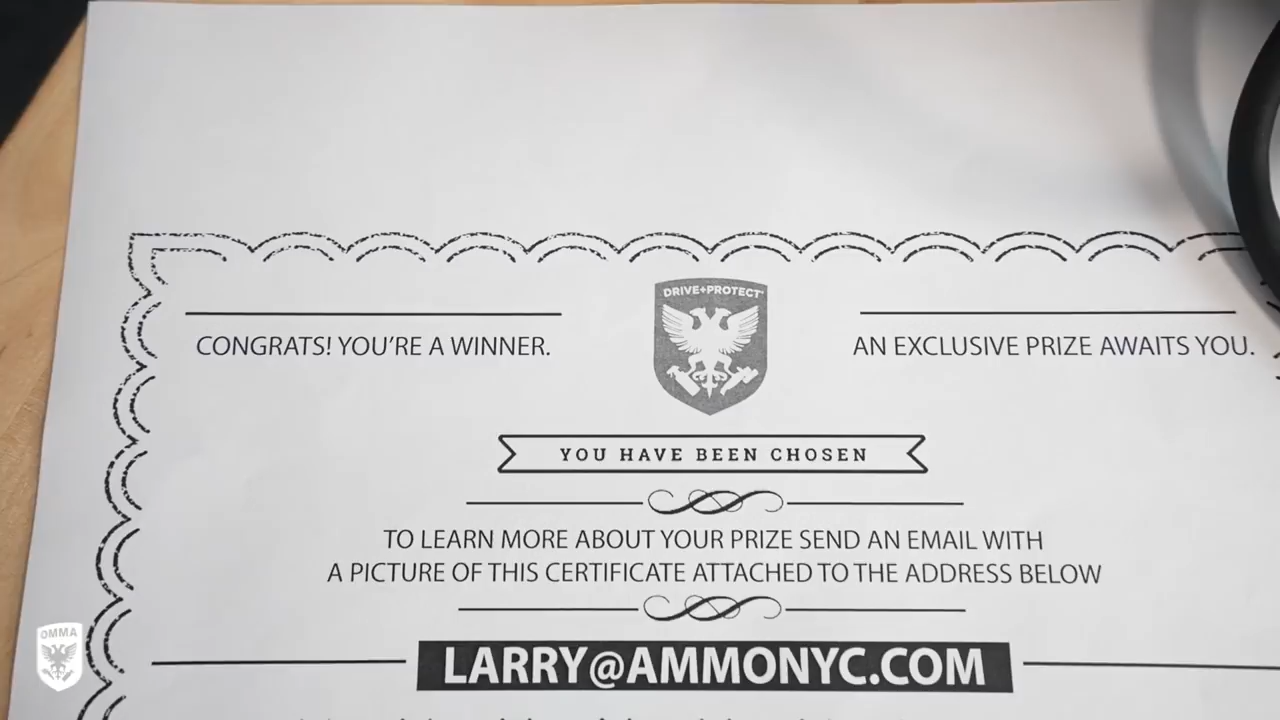 DRIVE+PROTECT
CONGRATS! YOU'RE A WINNER.
AN EXCLUSIVE PRIZE AWAITS YOU.
YOU HAVE BEEN CHOSEN
TO LEARN MORE ABOUT YOUR PRIZE SEND AN EMAIL WITH
A PICTURE OF THIS CERTIFICATE ATTACHED TO THE ADDRESS BELOW
LARRY@AMMONYC.COM
OMMA